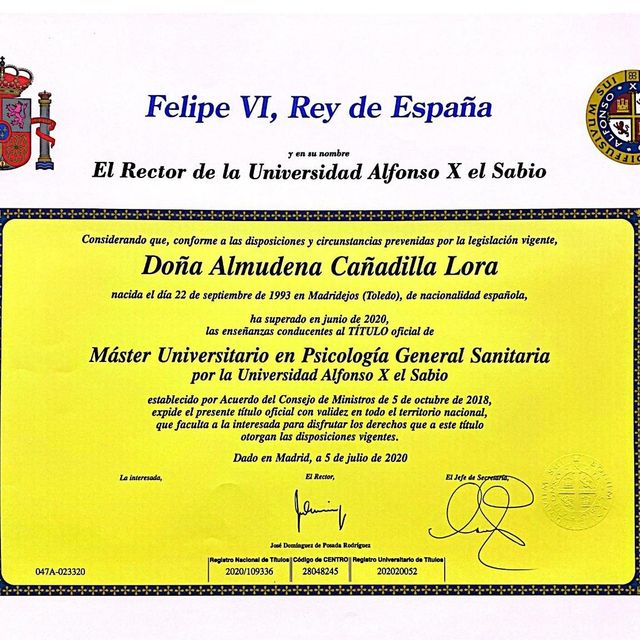 Felipe VI, Rey de España
y en su nombre
El Rector de la Universidad Alfonso X el Sabio
Considerando que, conforme a las disposiciones y circunstancias prevenidas por la legislación vigente,
Doña Almudena Cañadilla Lora
nacida el día 22 de septiembre de 1993 en Madridejos (Toledo), de nacionalidad española,
ha superado en junio de 2020,
las enseñanzas conducentes al TÍTULO oficial de
Máster Universitario en Psicología General Sanitaria
por la Universidad Alfonso X el Sabio
establecido por Acuerdo del Consejo de Ministros de 5 de octubre de 2018,
expide el presente título oficial con validez en todo el territorio nacional,
que faculta a la interesada para disfrutar los derechos que a este título
otorgan las disposiciones vigentes.
Dado en Madrid, a 5 de julio de 2020
La interesada, El Rector, El Jefe de Secretaría,
José Domínguez de Posada Rodríguez
Registro Nacional de Títulos Código de CENTRO Registro Universitario de Títulos
047A-023320 2020/109336 28048245 202020052
ALFONSO X
DIFFUSIVUM SUI